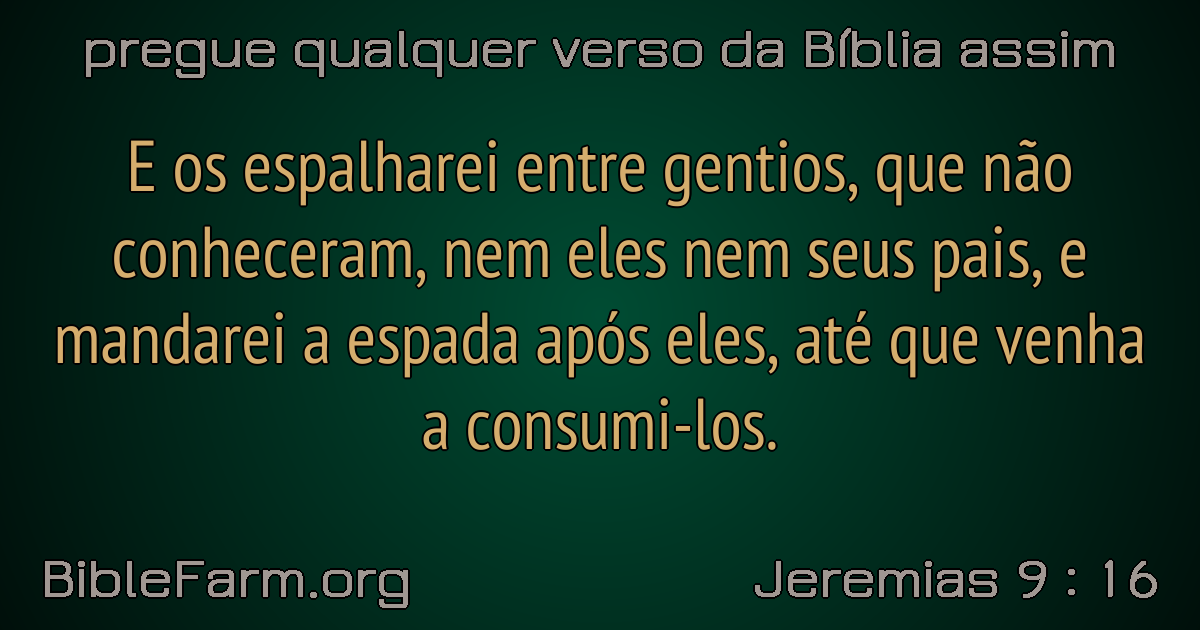 pregue qualquer verso da Bíblia assim
E os espalharei entre gentios, que não
conheceram, nem eles nem seus pais, e
mandarei a espada após eles, até que venha
a consumi-los.
BibleFarm.org
Jeremias 9 : 16